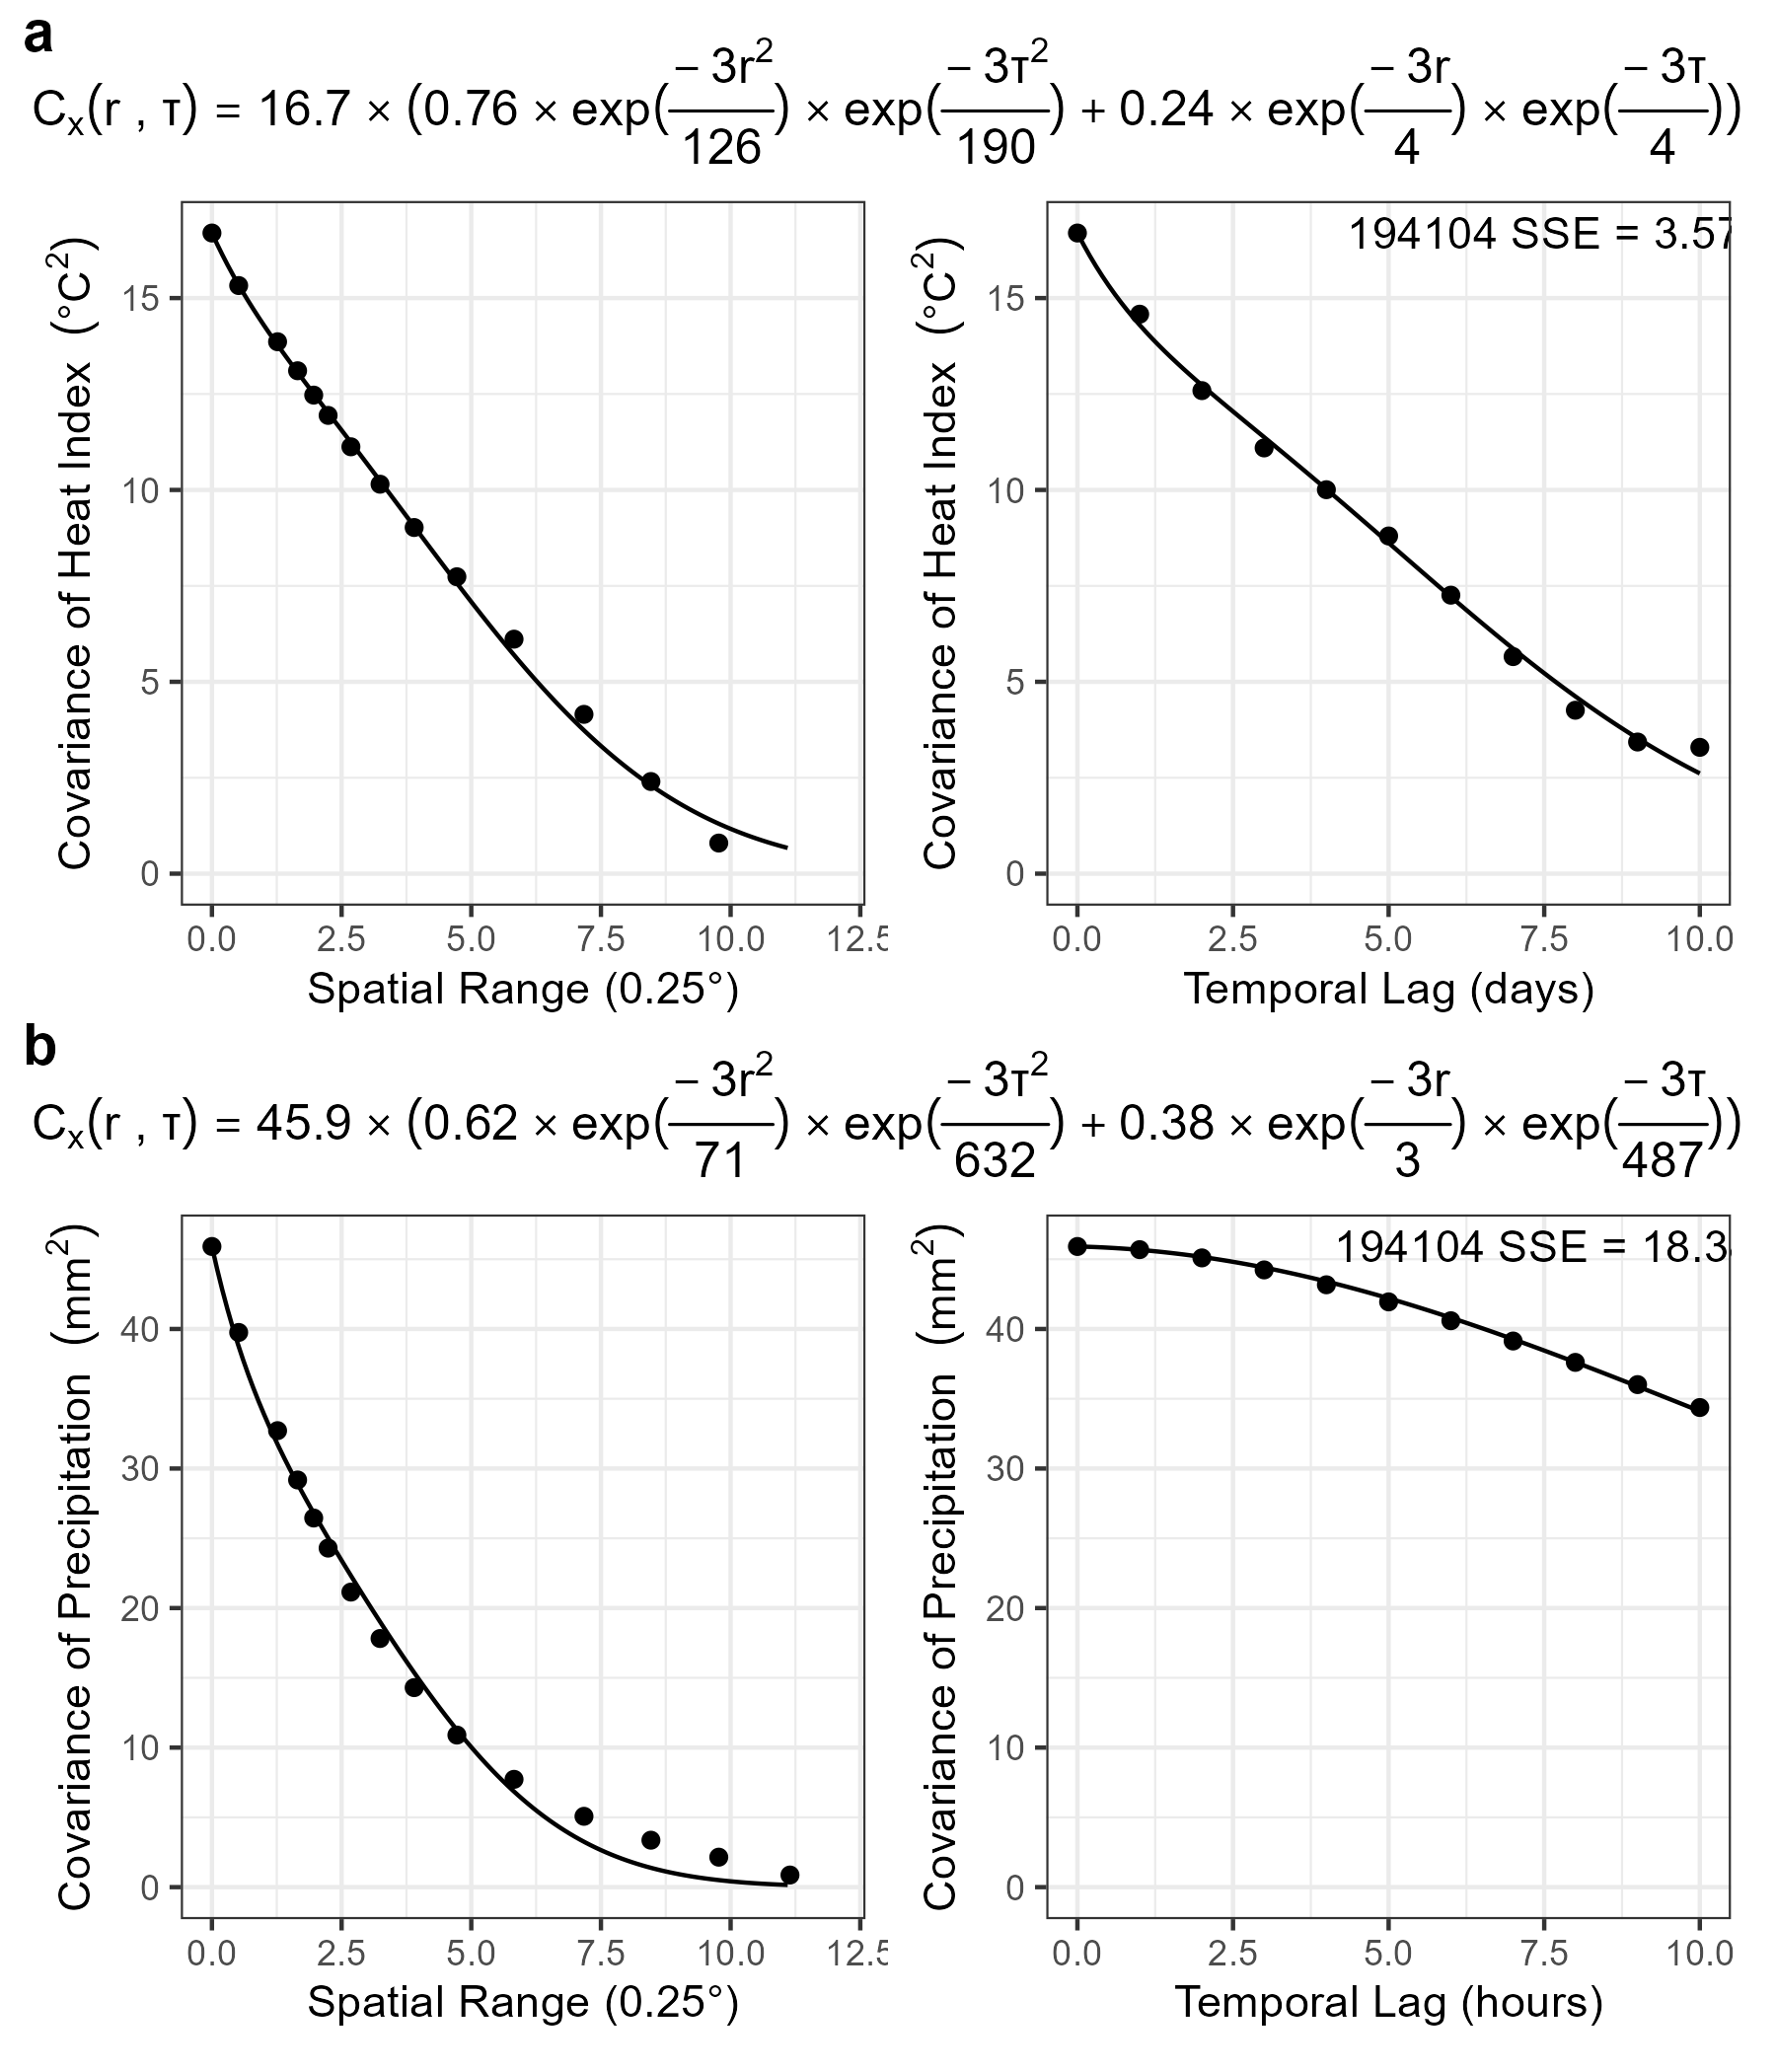 a
Cₓ(r , τ) = 16.7 × (0.76 × exp(− 3r²/126) × exp(− 3τ²/190) + 0.24 × exp(− 3r/4) × exp(− 3τ/4))
Covariance of Heat Index (°C²)
15
10
5
0
0.0 2.5 5.0 7.5 10.0 12.5
Spatial Range (0.25°)
194104 SSE = 3.57
Covariance of Heat Index (°C²)
15
10
5
0
0.0 2.5 5.0 7.5 10.0
Temporal Lag (days)
b
Cₓ(r , τ) = 45.9 × (0.62 × exp(− 3r²/71) × exp(− 3τ²/632) + 0.38 × exp(− 3r/3) × exp(− 3τ/487))
Covariance of Precipitation (mm²)
40
30
20
10
0
0.0 2.5 5.0 7.5 10.0 12.5
Spatial Range (0.25°)
194104 SSE = 18.3
Covariance of Precipitation (mm²)
40
30
20
10
0
0.0 2.5 5.0 7.5 10.0
Temporal Lag (hours)